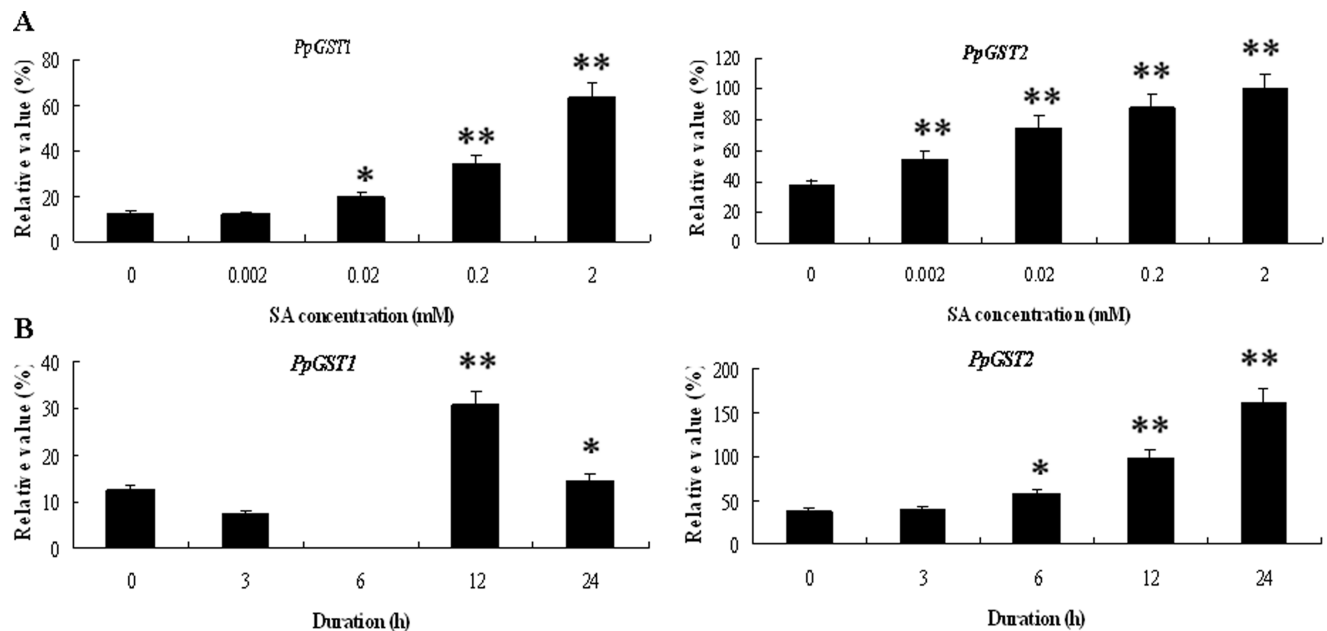 A
PpGST1
Relative value (%)
80
60
40
20
0
*
**
**
0 0.002 0.02 0.2 2
SA concentration (mM)
PpGST2
Relative value (%)
120
100
80
60
40
20
0
**
**
**
**
0 0.002 0.02 0.2 2
SA concentration (mM)
B
PpGST1
Relative value (%)
40
30
20
10
0
**
*
0 3 6 12 24
Duration (h)
PpGST2
Relative value (%)
200
150
100
50
0
*
**
**
0 3 6 12 24
Duration (h)